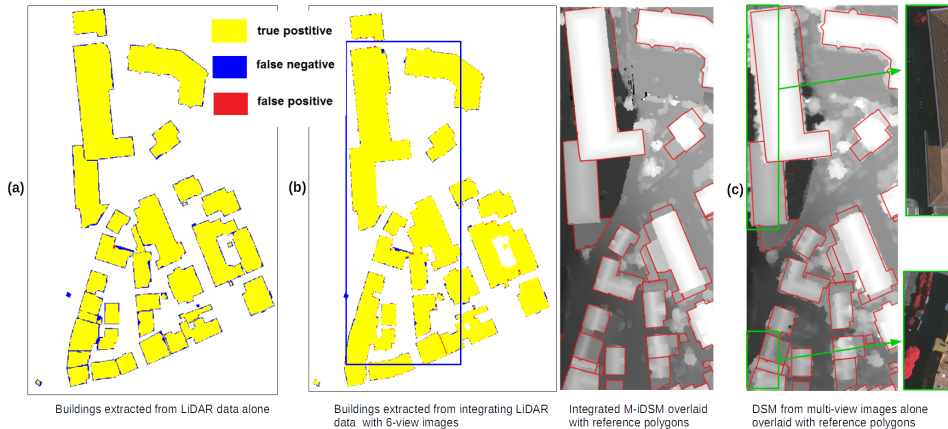 true postitive
false negative
false positive
(a)
(b)
(c)
Buildings extracted from LiDAR data alone
Buildings extracted from integrating LiDAR
data with 6-view images
Integrated M-iDSM overlaid
with reference polygons
DSM from multi-view images alone
overlaid with reference polygons